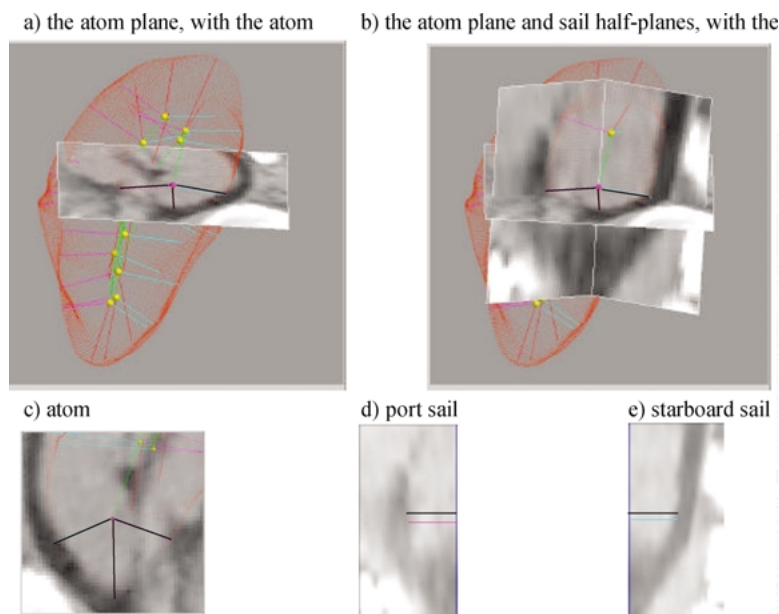 a) the atom plane, with the atom
b) the atom plane and sail half-planes, with the
c) atom
d) port sail
e) starboard sail